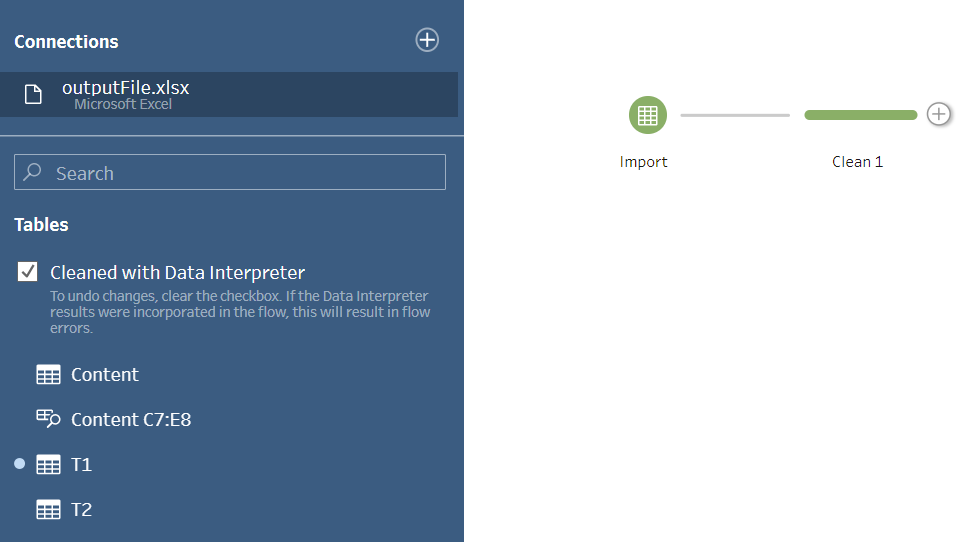 Connections
outputFile.xlsx
Microsoft Excel
Search
Tables
Cleaned with Data Interpreter
To undo changes, clear the checkbox. If the Data Interpreter
results were incorporated in the flow, this will result in flow
errors.
Content
Content C7:E8
T1
T2
Import
Clean 1